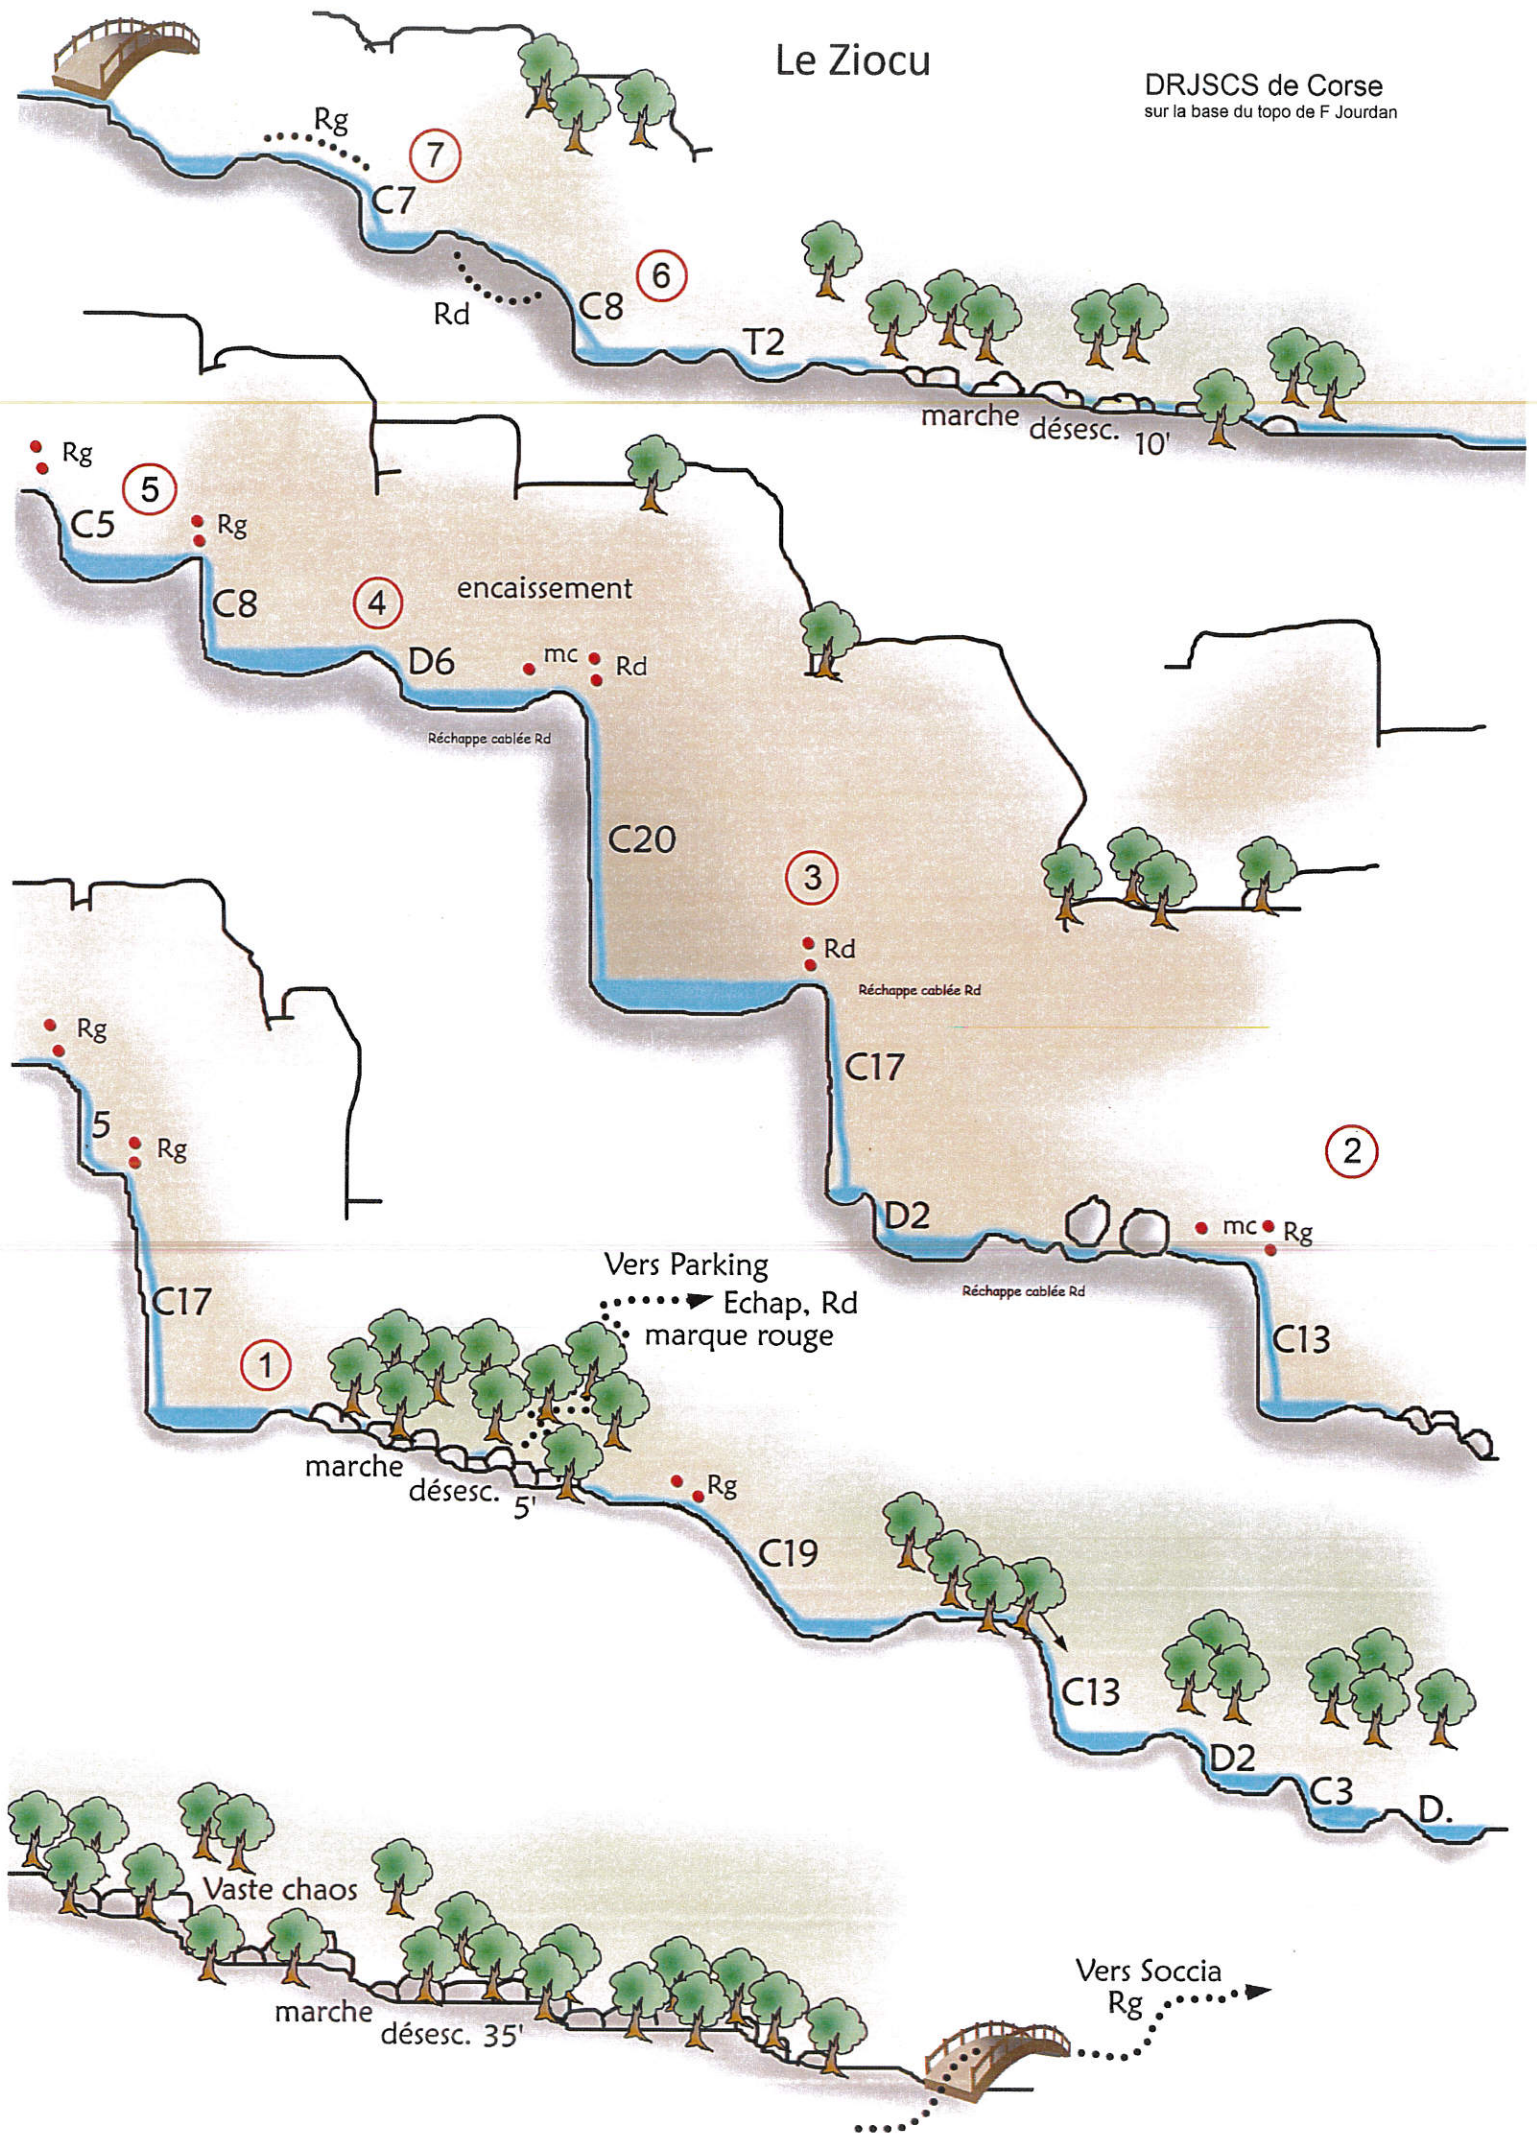 Le Ziocu
DRJSCS de Corse
sur la base du topo de F Jourdan
Rg
7
C7
6
Rd
C8
T2
marche
désesc. 10'
Rg
5
C5
Rg
C8
4
encaissement
D6
mc
Rd
Réchappe cablée Rd
C20
3
Rd
Réchappe cablée Rd
C17
2
D2
mc
Rg
Réchappe cablée Rd
C13
Rg
5
Rg
C17
1
Vers Parking
Echap, Rd
marque rouge
marche
désesc. 5'
Rg
C19
C13
D2
C3
D.
Vaste chaos
marche
désesc. 35'
Vers Soccia
Rg